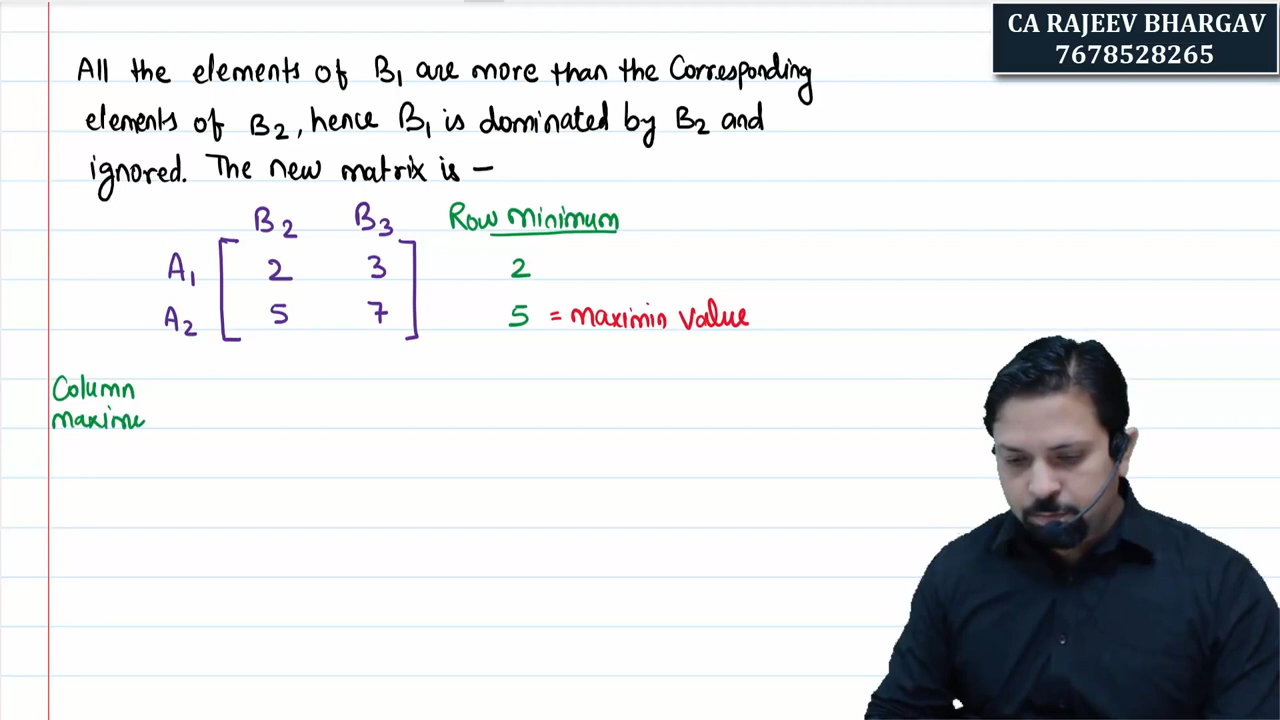 CA RAJEEV BHARGAV
7678528265
All the elements of B₁ are more than the Corresponding
elements of B₂, hence B₁ is dominated by B₂ and
ignored. The new matrix is –
B₂ B₃ Row minimum
A₁ 2 3 2
A₂ 5 7 5 = maximin value
Column
maximu